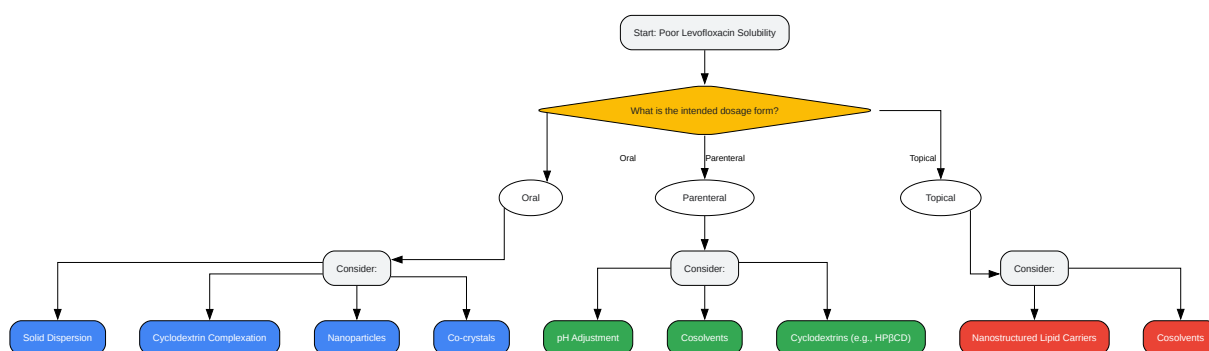 Start: Poor Levofloxacin Solubility
What is the intended dosage form?
Oral
Parenteral
Topical
Oral
Parenteral
Topical
Consider:
Consider:
Consider:
Solid Dispersion
Cyclodextrin Complexation
Nanoparticles
Co-crystals
pH Adjustment
Cosolvents
Cyclodextrins (e.g., HPβCD)
Nanostructured Lipid Carriers
Cosolvents